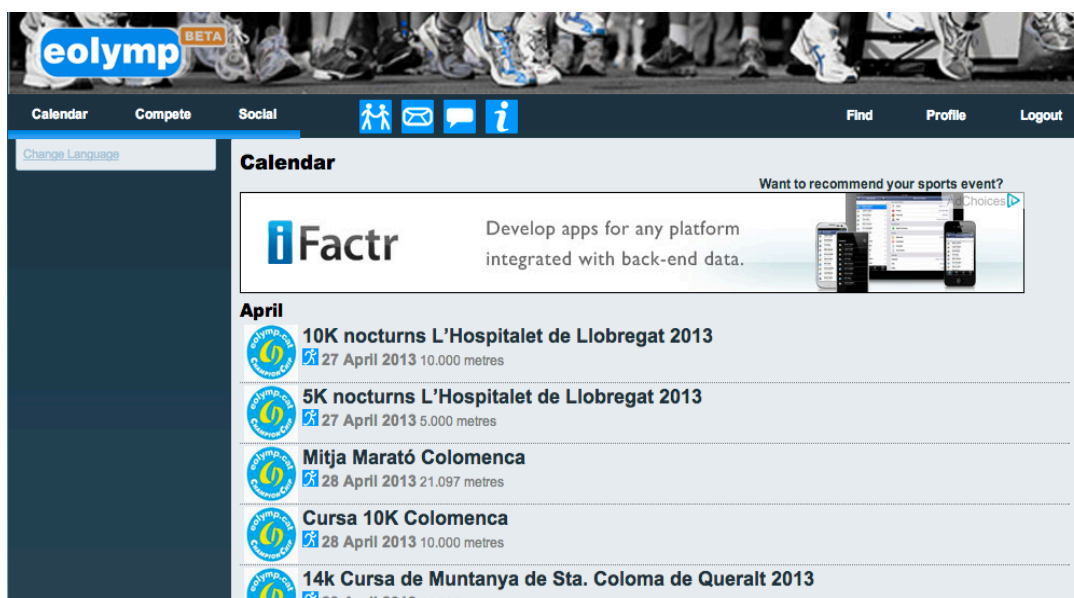 eolymp BETA
Calendar Compete Social Find Profile Logout
Change Language
Calendar
Want to recommend your sports event?
AdChoices
iFactr
Develop apps for any platform
integrated with back-end data.
April
10K nocturns L'Hospitalet de Llobregat 2013
27 April 2013 10.000 metres
5K nocturns L'Hospitalet de Llobregat 2013
27 April 2013 5.000 metres
Mitja Marató Colomenca
28 April 2013 21.097 metres
Cursa 10K Colomenca
28 April 2013 10.000 metres
14k Cursa de Muntanya de Sta. Coloma de Queralt 2013